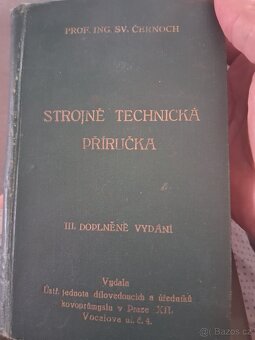 PROF. ING. SV. ČERNOCH
STROJNĚ TECHNICKÁ
PŘÍRUČKA
III. DOPLNĚNÉ VYDÁNÍ
Vydala
Ústř. jednota dílovedoucích a úředníků
kovoprůmyslu v Praze XII.
Vocelova ul. č. 4.
Bazos.cz